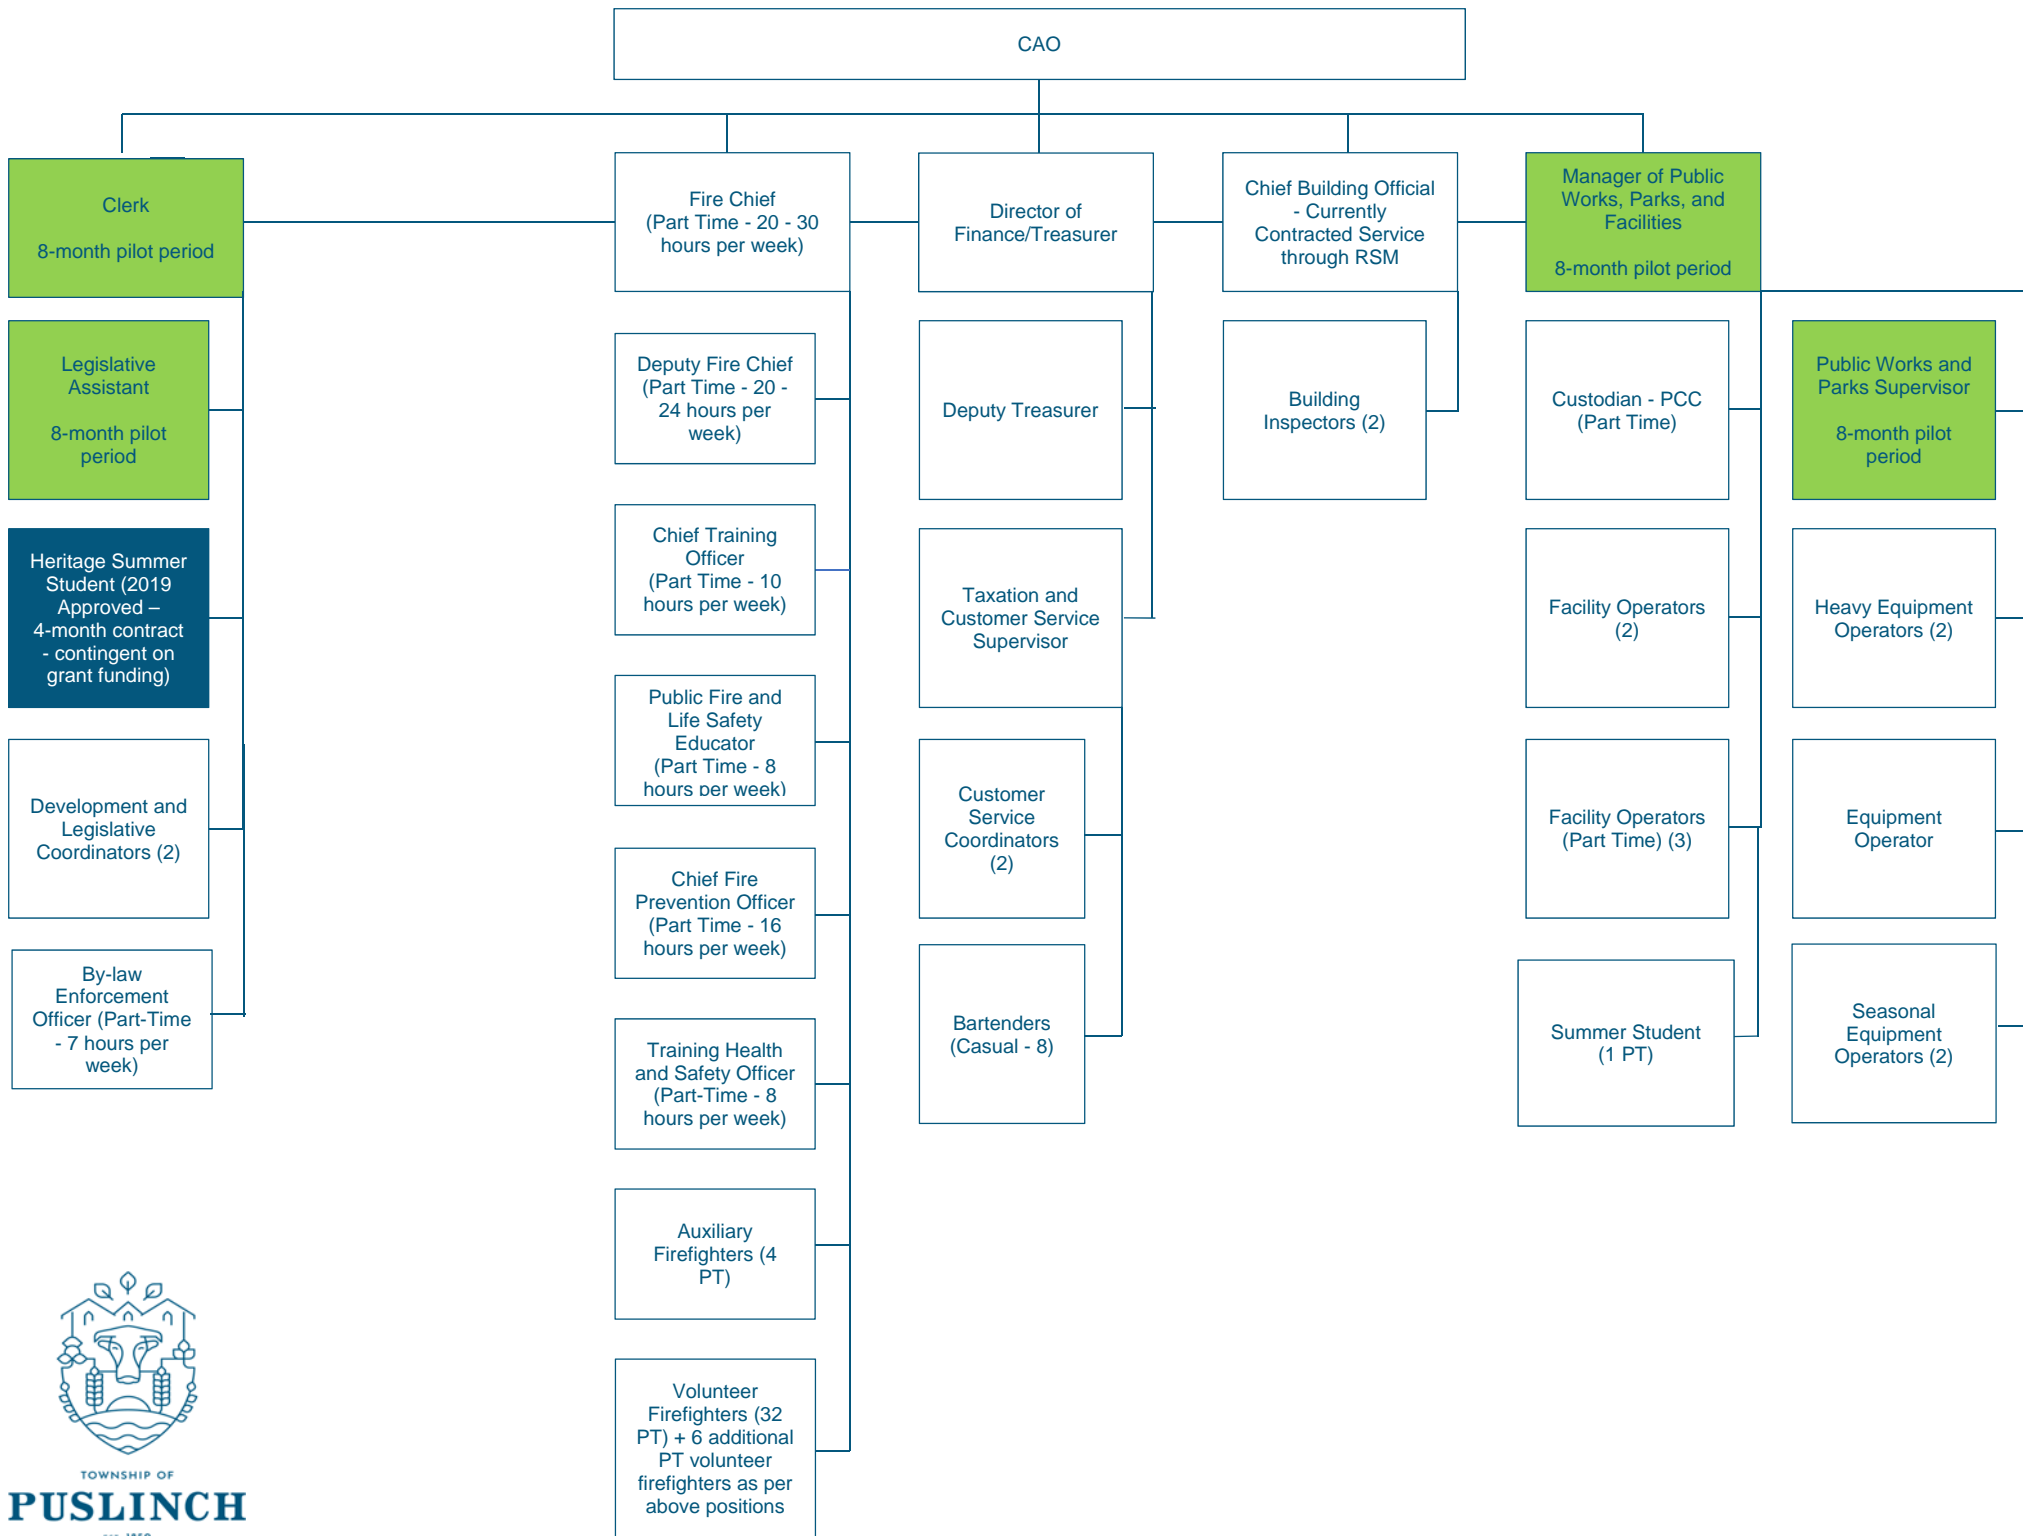 CAO
Clerk
8-month pilot period
Fire Chief
(Part Time - 20 - 30
hours per week)
Director of
Finance/Treasurer
Chief Building Official
- Currently
Contracted Service
through RSM
Manager of Public
Works, Parks, and
Facilities
8-month pilot period
Legislative
Assistant
8-month pilot
period
Heritage Summer
Student (2019
Approved –
4-month contract
- contingent on
grant funding)
Development and
Legislative
Coordinators (2)
By-law
Enforcement
Officer (Part-Time
- 7 hours per
week)
Deputy Fire Chief
(Part Time - 20 -
24 hours per
week)
Chief Training
Officer
(Part Time - 10
hours per week)
Public Fire and
Life Safety
Educator
(Part Time - 8
hours per week)
Chief Fire
Prevention Officer
(Part Time - 16
hours per week)
Training Health
and Safety Officer
(Part-Time - 8
hours per week)
Auxiliary
Firefighters (4
PT)
Volunteer
Firefighters (32
PT) + 6 additional
PT volunteer
firefighters as per
above positions
Deputy Treasurer
Taxation and
Customer Service
Supervisor
Customer
Service
Coordinators
(2)
Bartenders
(Casual - 8)
Building
Inspectors (2)
Custodian - PCC
(Part Time)
Facility Operators
(2)
Facility Operators
(Part Time) (3)
Summer Student
(1 PT)
Public Works and
Parks Supervisor
8-month pilot
period
Heavy Equipment
Operators (2)
Equipment
Operator
Seasonal
Equipment
Operators (2)
TOWNSHIP OF
PUSLINCH